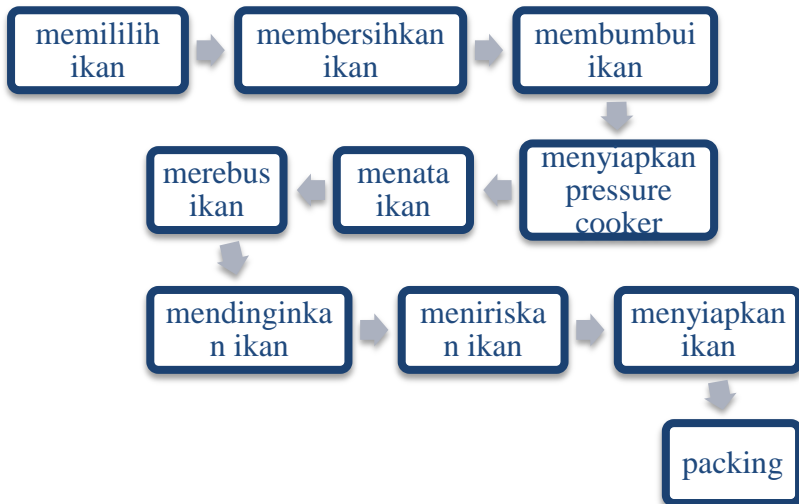 memililih
ikan
membersihkan
ikan
membumbui
ikan
menyiapkan
pressure
cooker
menata
ikan
merebus
ikan
mendinginka
n ikan
meniriska
n ikan
menyiapkan
ikan
packing